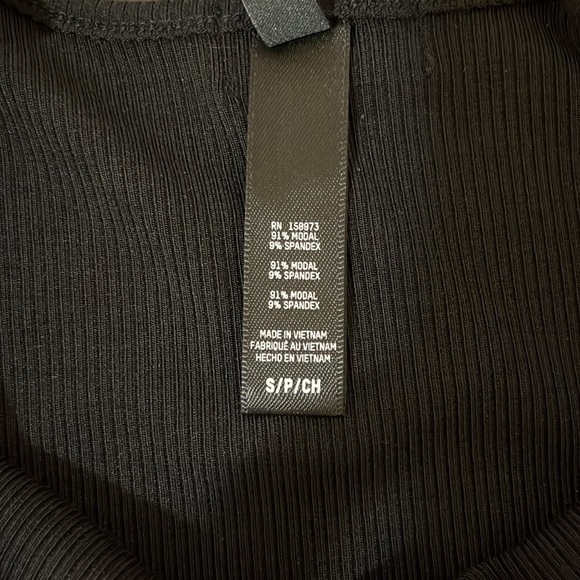 RN 158973
91% MODAL
9% SPANDEX
91% MODAL
9% SPANDEX
91% MODAL
9% SPANDEX
MADE IN VIETNAM
FABRIQUÉ AU VIETNAM
HECHO EN VIETNAM
S/P/CH